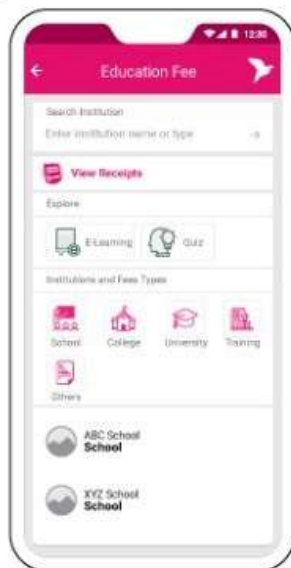 12:30
Education Fee
Search Institution
Enter institution name or type
View Receipts
Explore
E-Learning
Quiz
Institutions and Fees Types
School College University Training
Others
ABC School
School
XYZ School
School